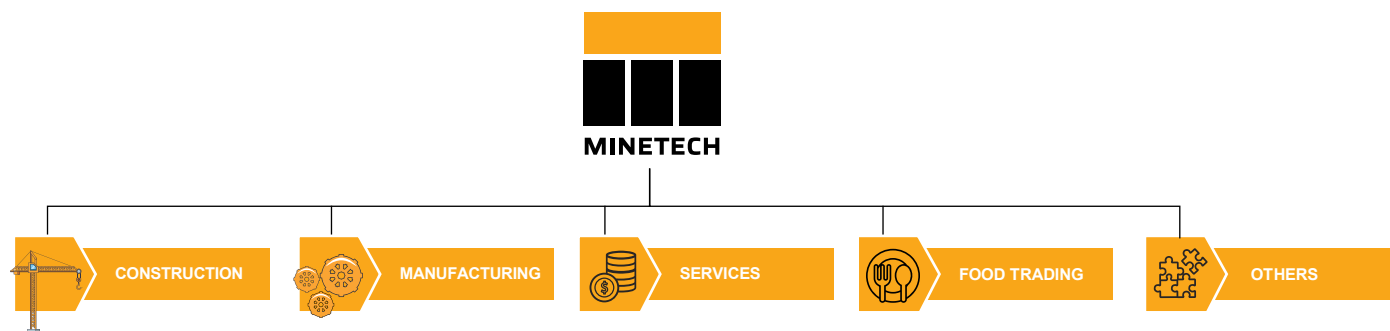 MINETECH
CONSTRUCTION
MANUFACTURING
SERVICES
FOOD TRADING
OTHERS